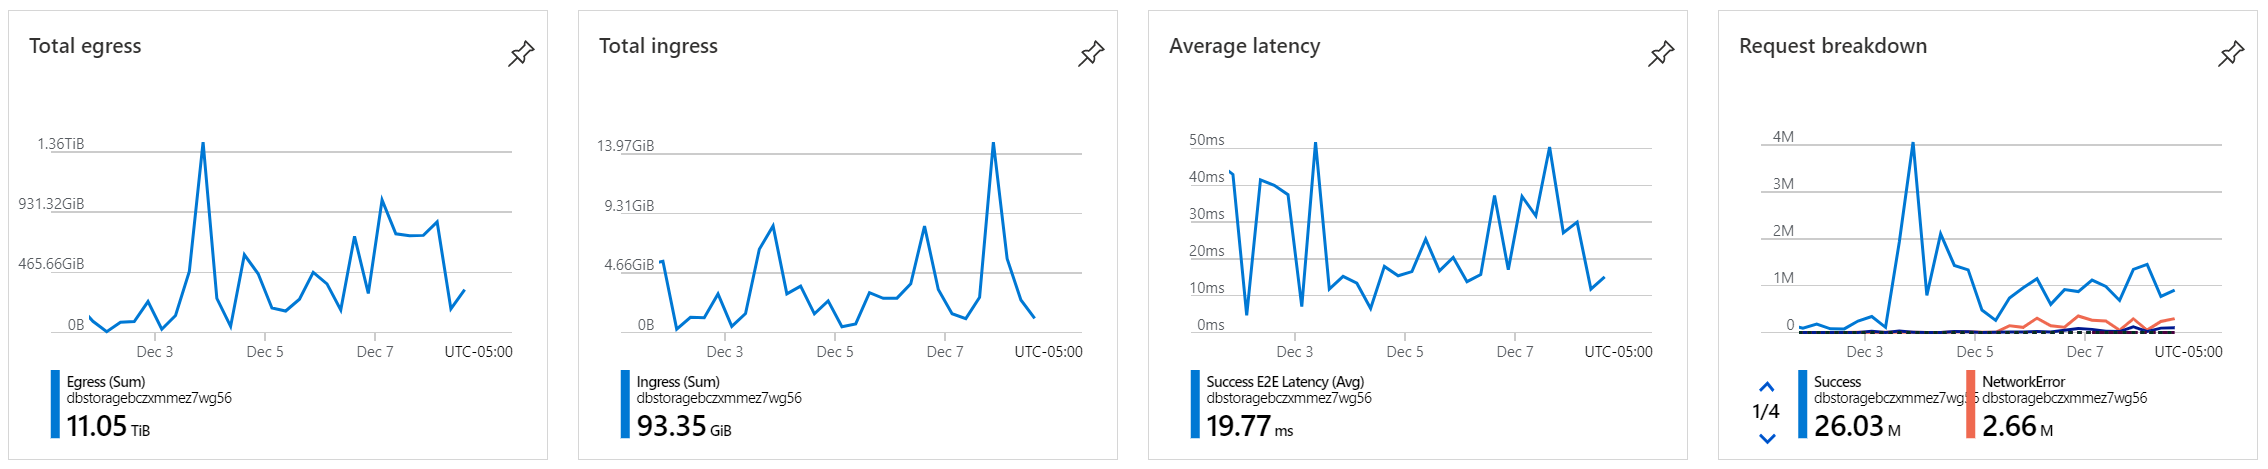 Total egress
1.36TiB
931.32GiB
465.66GiB
0B
Dec 3 Dec 5 Dec 7 UTC-05:00
Egress (Sum)
dbstoragebczxmmez7wg56
11.05 TiB
Total ingress
13.97GiB
9.31GiB
4.66GiB
0B
Dec 3 Dec 5 Dec 7 UTC-05:00
Ingress (Sum)
dbstoragebczxmmez7wg56
93.35 GiB
Average latency
50ms
40ms
30ms
20ms
10ms
0ms
Dec 3 Dec 5 Dec 7 UTC-05:00
Success E2E Latency (Avg)
dbstoragebczxmmez7wg56
19.77 ms
Request breakdown
4M
3M
2M
1M
0
Dec 3 Dec 5 Dec 7 UTC-05:00
1/4
Success
dbstoragebczxmmez7wg56
26.03 M
NetworkError
dbstoragebczxmmez7wg56
2.66 M